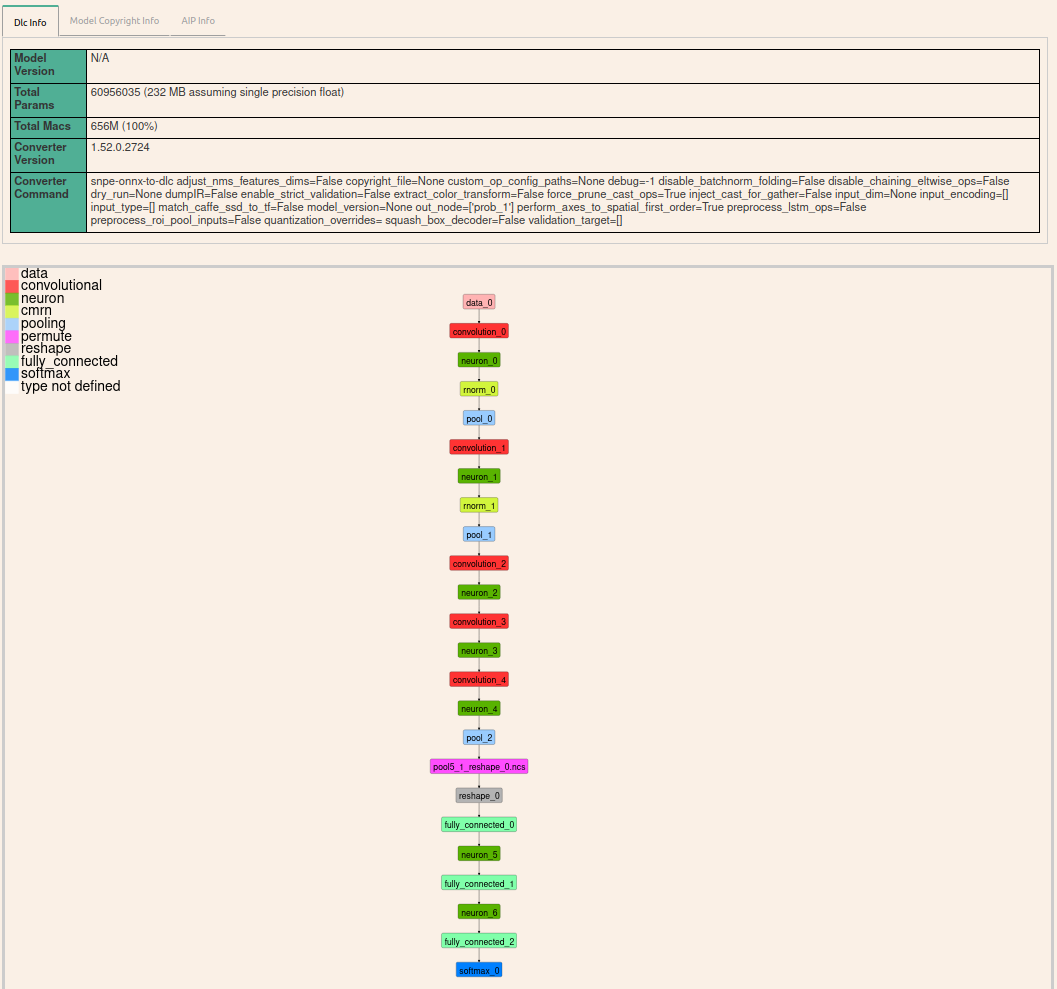 Dlc Info
Model Copyright Info
AIP Info
Model
Version
N/A
Total
Params
60956035 (232 MB assuming single precision float)
Total Macs
656M (100%)
Converter
Version
1.52.0.2724
Converter
Command
snpe-onnx-to-dlc adjust_nms_features_dims=False copyright_file=None custom_op_config_paths=None debug=-1 disable_batchnorm_folding=False disable_chaining_eltwise_ops=False
dry_run=None dumpIR=False enable_strict_validation=False extract_color_transform=False force_prune_cast_ops=True inject_cast_for_gather=False input_dim=None input_encoding=[]
input_type=[] match_caffe_ssd_to_tf=False model_version=None out_node=['prob_1'] perform_axes_to_spatial_first_order=True preprocess_lstm_ops=False
preprocess_roi_pool_inputs=False quantization_overrides= squash_box_decoder=False validation_target=[]
data
convolutional
neuron
cmrn
pooling
permute
reshape
fully_connected
softmax
type not defined
data_0
convolution_0
neuron_0
rnorm_0
pool_0
convolution_1
neuron_1
rnorm_1
pool_1
convolution_2
neuron_2
convolution_3
neuron_3
convolution_4
neuron_4
pool_2
pool5_1_reshape_0.ncs
reshape_0
fully_connected_0
neuron_5
fully_connected_1
neuron_6
fully_connected_2
softmax_0